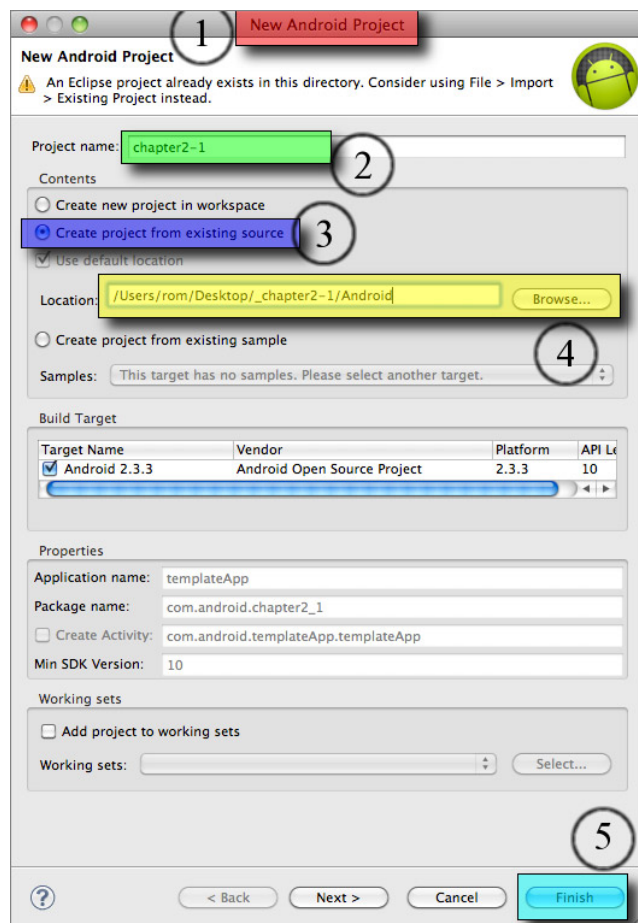 1
New Android Project
New Android Project
An Eclipse project already exists in this directory. Consider using File > Import
> Existing Project instead.
Project name: chapter2-1
2
Contents
Create new project in workspace
Create project from existing source
3
Use default location
Location: /Users/rom/Desktop/_chapter2-1/Android Browse...
4
Create project from existing sample
Samples: This target has no samples. Please select another target.
Build Target
Target Name Vendor Platform API Le
Android 2.3.3 Android Open Source Project 2.3.3 10
Properties
Application name: templateApp
Package name: com.android.chapter2_1
Create Activity: com.android.templateApp.templateApp
Min SDK Version: 10
Working sets
Add project to working sets
Working sets: Select...
5
? < Back Next > Cancel Finish